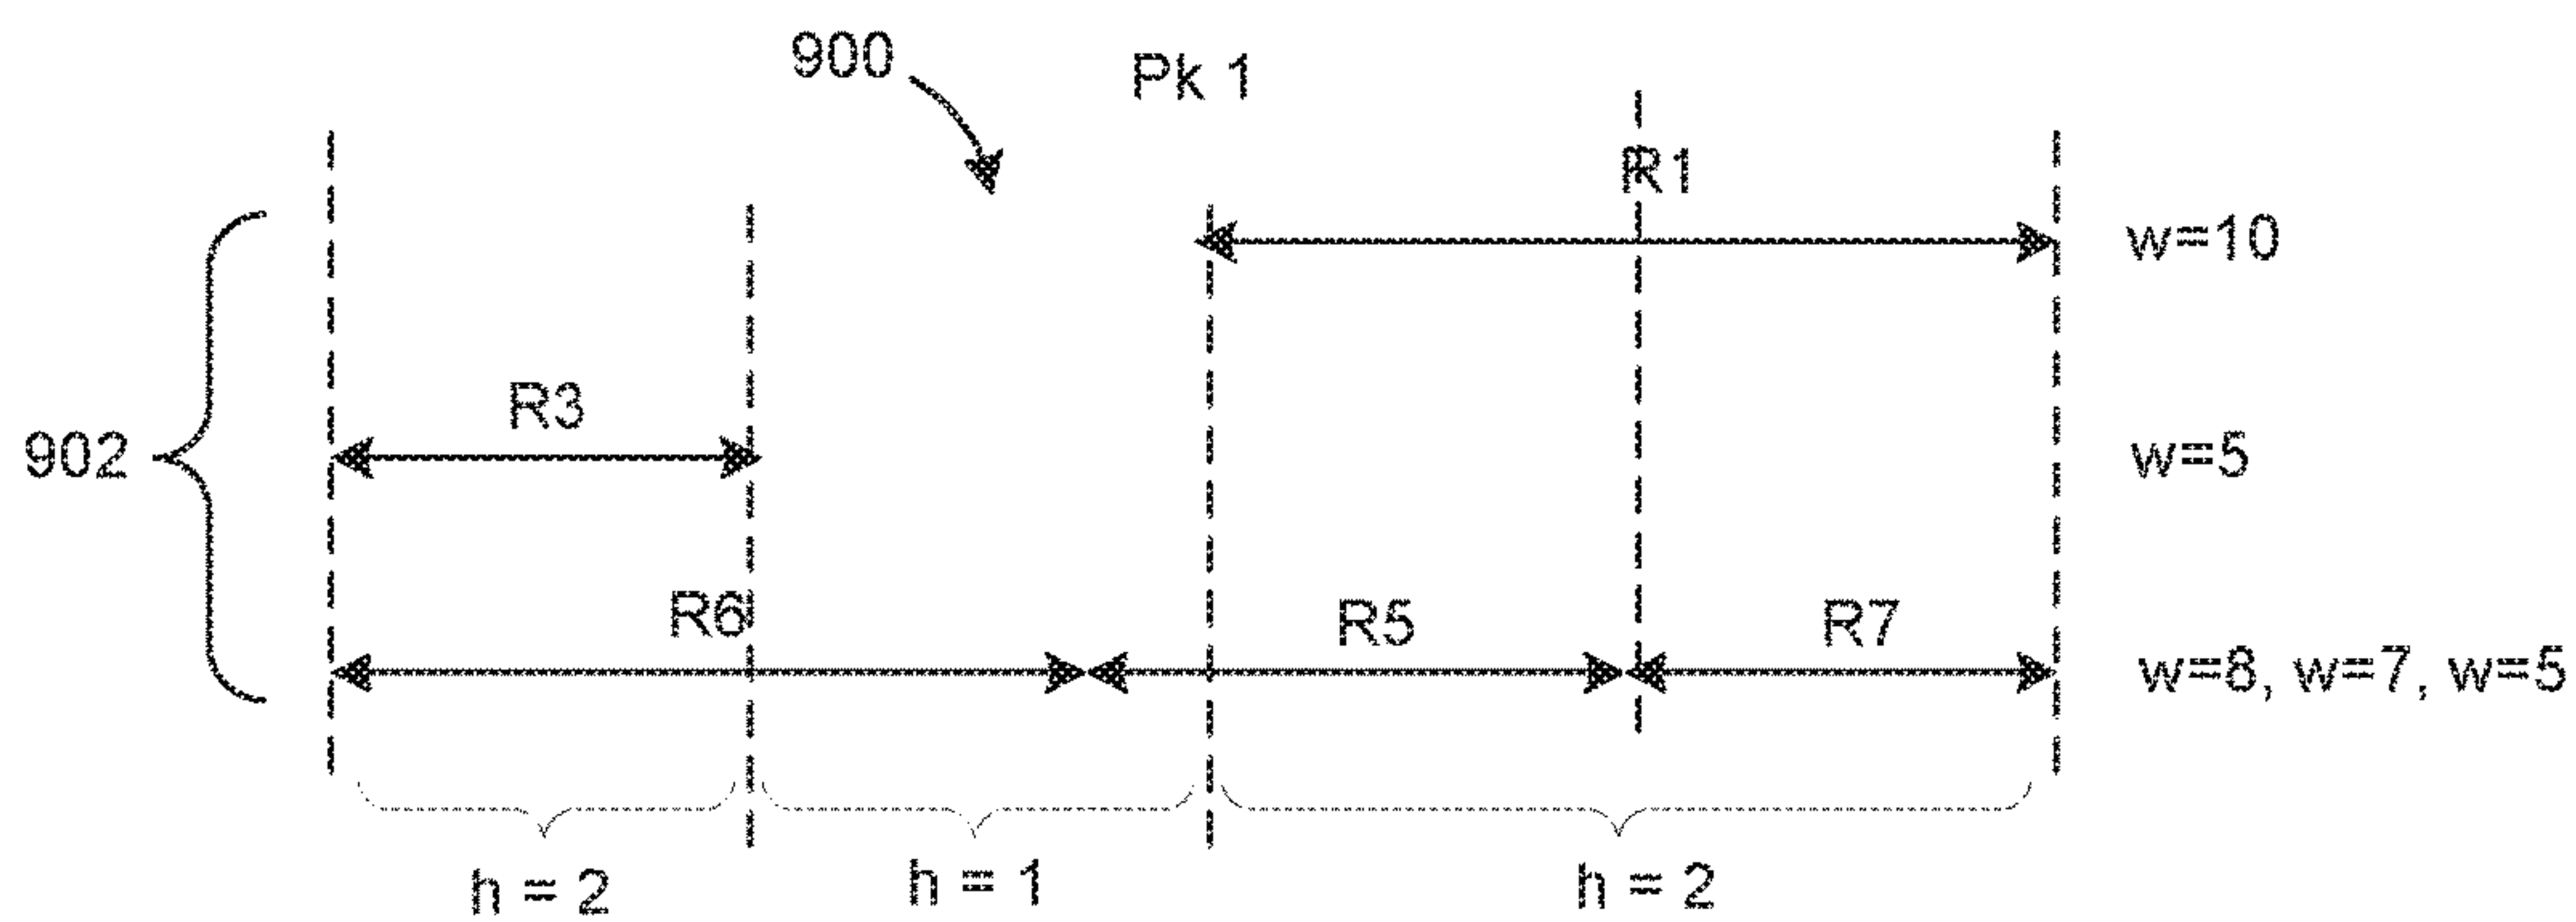 900
Pk 1
R1
w=10
R3
902
w=5
R6
R5
R7
w=8, w=7, w=5
h = 2
h = 1
h = 2